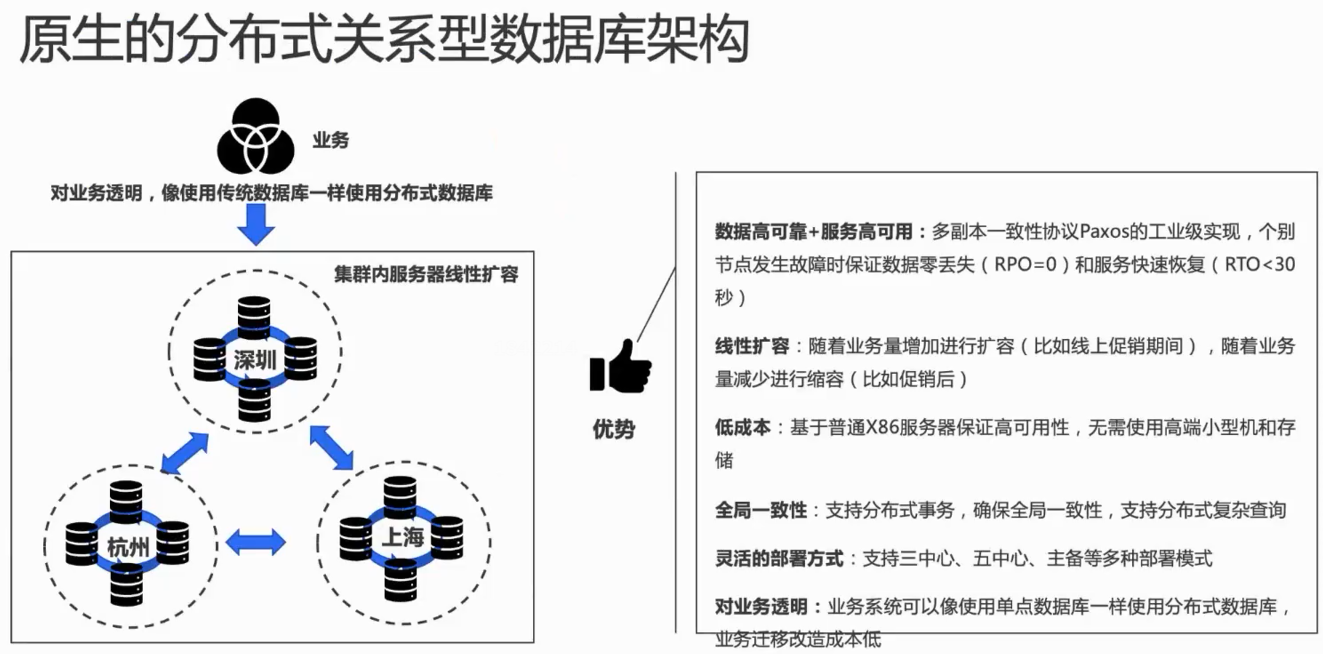 原生的分布式关系型数据库架构
业务
对业务透明，像使用传统数据库一样使用分布式数据库
集群内服务器线性扩容
深圳
杭州
上海
优势
数据高可靠+服务高可用：多副本一致性协议Paxos的工业级实现，个别
节点发生故障时保证数据零丢失（RPO=0）和服务快速恢复（RTO<30
秒）
线性扩容：随着业务量增加进行扩容（比如线上促销期间），随着业务
量减少进行缩容（比如促销后）
低成本：基于普通X86服务器保证高可用性，无需使用高端小型机和存
储
全局一致性：支持分布式事务，确保全局一致性，支持分布式复杂查询
灵活的部署方式：支持三中心、五中心、主备等多种部署模式
对业务透明：业务系统可以像使用单点数据库一样使用分布式数据库，
业务迁移改造成本低